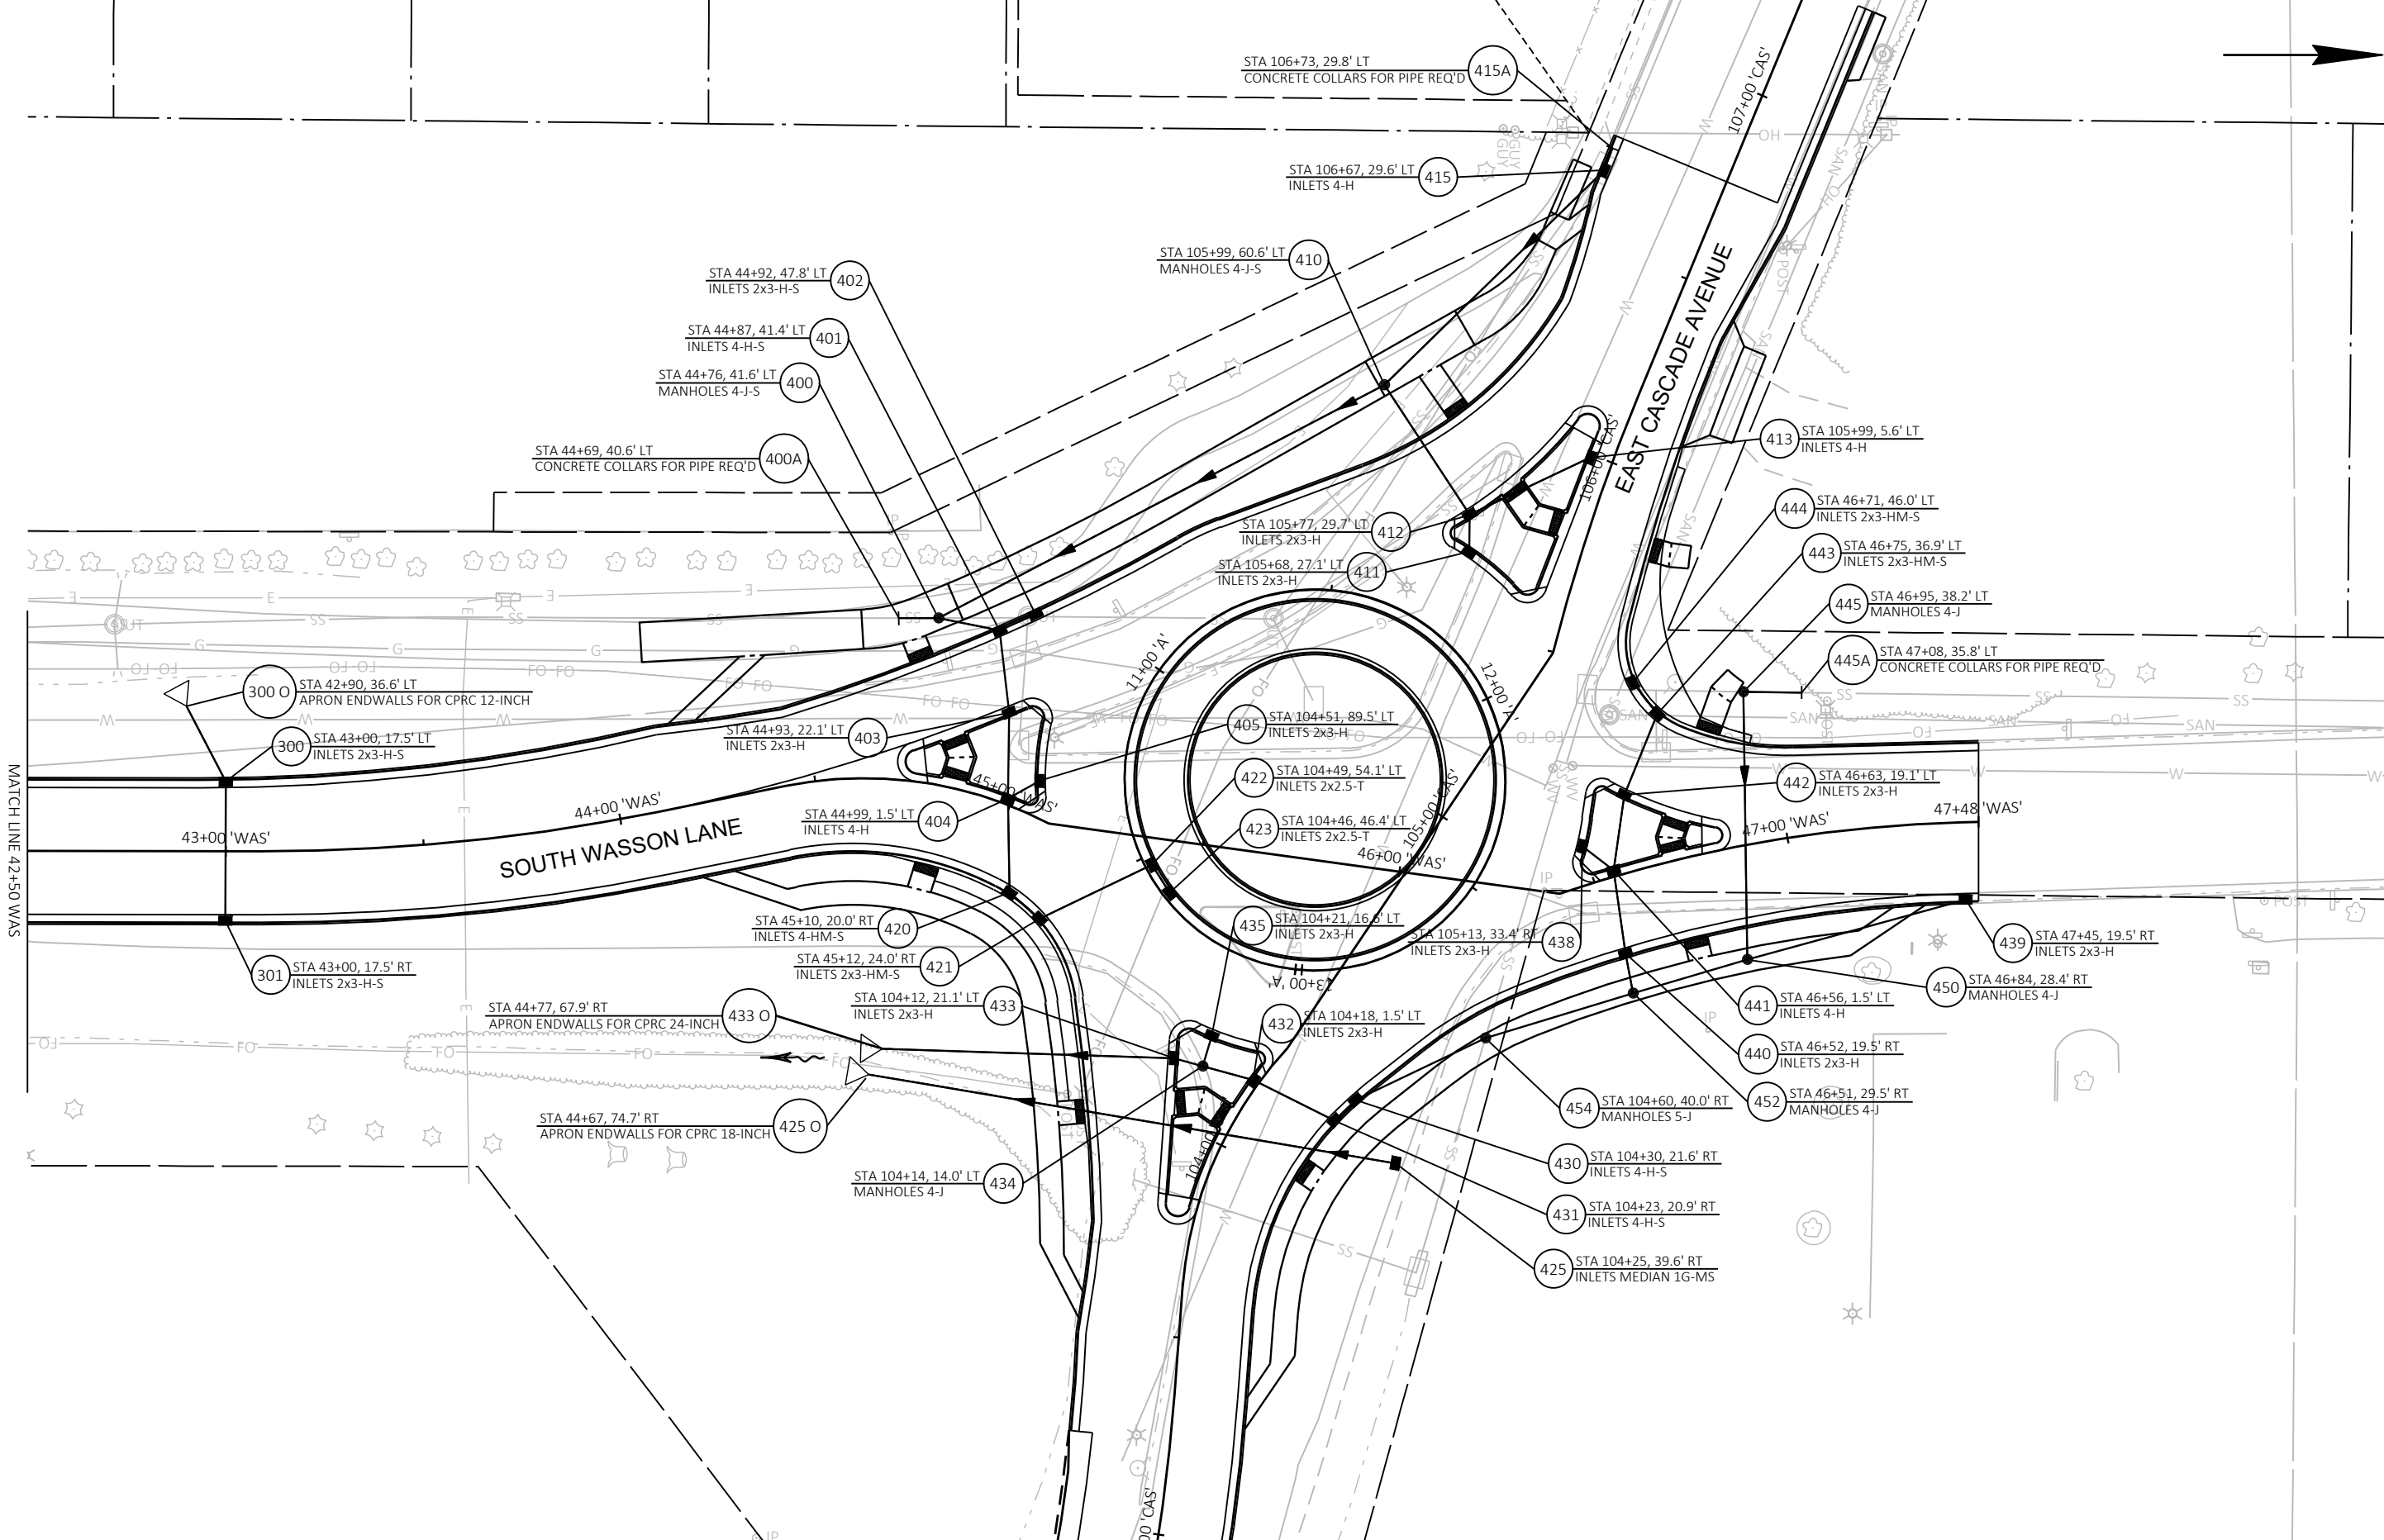 STA 106+73, 29.8' LT
CONCRETE COLLARS FOR PIPE REQ'D
415A
107+00 'CAS'
STA 106+67, 29.6' LT
INLETS 4-H
415
GUY
GUY
OH
SAN
STA 105+99, 60.6' LT
MANHOLES 4-J-S
410
STA 44+92, 47.8' LT
INLETS 2x3-H-S
402
STA 44+87, 41.4' LT
INLETS 4-H-S
401
STA 44+76, 41.6' LT
MANHOLES 4-J-S
400
STA 44+69, 40.6' LT
CONCRETE COLLARS FOR PIPE REQ'D
400A
EAST CASCADE AVENUE
POST
106+00 'CAS'
413
STA 105+99, 5.6' LT
INLETS 4-H
444
STA 46+71, 46.0' LT
INLETS 2x3-HM-S
STA 105+77, 29.7' LT
INLETS 2x3-H
412
443
STA 46+75, 36.9' LT
INLETS 2x3-HM-S
STA 105+68, 27.1' LT
INLETS 2x3-H
411
445
STA 46+95, 38.2' LT
MANHOLES 4-J
445A
STA 47+08, 35.8' LT
CONCRETE COLLARS FOR PIPE REQ'D
11+00 'A'
12+00 'A'
300 O
STA 42+90, 36.6' LT
APRON ENDWALLS FOR CPRC 12-INCH
300
STA 43+00, 17.5' LT
INLETS 2x3-H-S
STA 44+93, 22.1' LT
INLETS 2x3-H
403
405
STA 104+51, 89.5' LT
INLETS 2x3-H
422
STA 104+49, 54.1' LT
INLETS 2x2.5-T
442
STA 46+63, 19.1' LT
INLETS 2x3-H
43+00 'WAS'
44+00 'WAS'
45+00 'WAS'
SOUTH WASSON LANE
STA 44+99, 1.5' LT
INLETS 4-H
404
423
STA 104+46, 46.4' LT
INLETS 2x2.5-T
105+00 'CAS'
46+00 'WAS'
47+00 'WAS'
47+48 'WAS'
MATCH LINE 42+50 WAS
STA 45+10, 20.0' RT
INLETS 4-HM-S
420
435
STA 104+21, 16.6' LT
INLETS 2x3-H
STA 105+13, 33.4' RT
INLETS 2x3-H
438
439
STA 47+45, 19.5' RT
INLETS 2x3-H
301
STA 43+00, 17.5' RT
INLETS 2x3-H-S
STA 45+12, 24.0' RT
INLETS 2x3-HM-S
421
13+00 'A'
450
STA 46+84, 28.4' RT
MANHOLES 4-J
STA 104+12, 21.1' LT
INLETS 2x3-H
433
441
STA 46+56, 1.5' LT
INLETS 4-H
STA 44+77, 67.9' RT
APRON ENDWALLS FOR CPRC 24-INCH
433 O
432
STA 104+18, 1.5' LT
INLETS 2x3-H
440
STA 46+52, 19.5' RT
INLETS 2x3-H
STA 44+67, 74.7' RT
APRON ENDWALLS FOR CPRC 18-INCH
425 O
454
STA 104+60, 40.0' RT
MANHOLES 5-J
452
STA 46+51, 29.5' RT
MANHOLES 4-J
104+00
STA 104+14, 14.0' LT
MANHOLES 4-J
434
430
STA 104+30, 21.6' RT
INLETS 4-H-S
431
STA 104+23, 20.9' RT
INLETS 4-H-S
425
STA 104+25, 39.6' RT
INLETS MEDIAN 1G-MS
00 'CAS'
IP